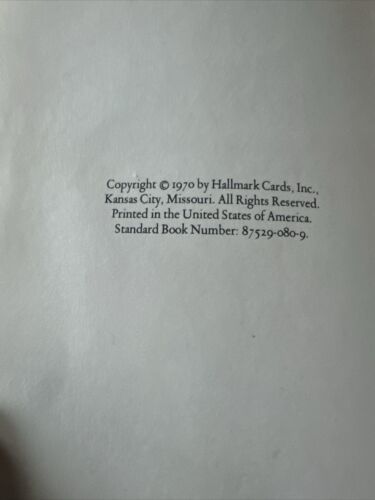 Copyright © 1970 by Hallmark Cards, Inc.,
Kansas City, Missouri. All Rights Reserved.
Printed in the United States of America.
Standard Book Number: 87529-080-9.